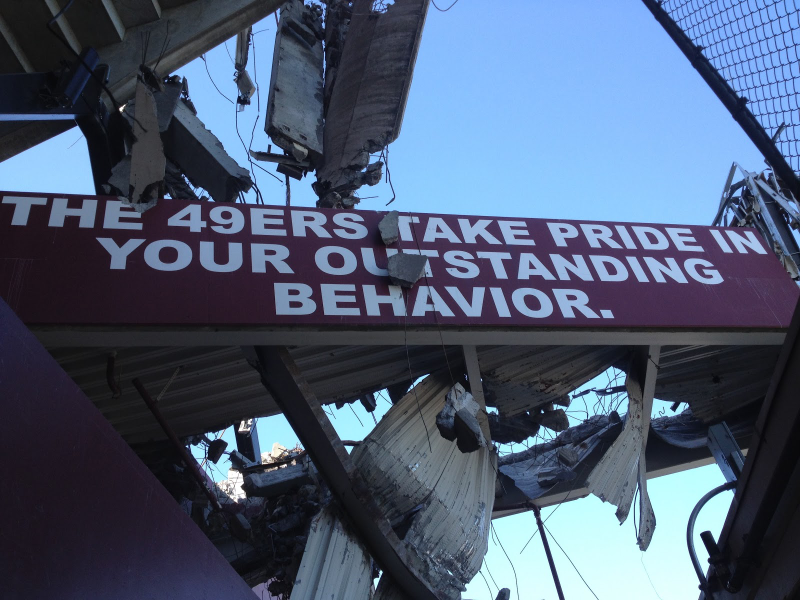 THE 49ERS TAKE PRIDE IN
YOUR OUTSTANDING
BEHAVIOR.